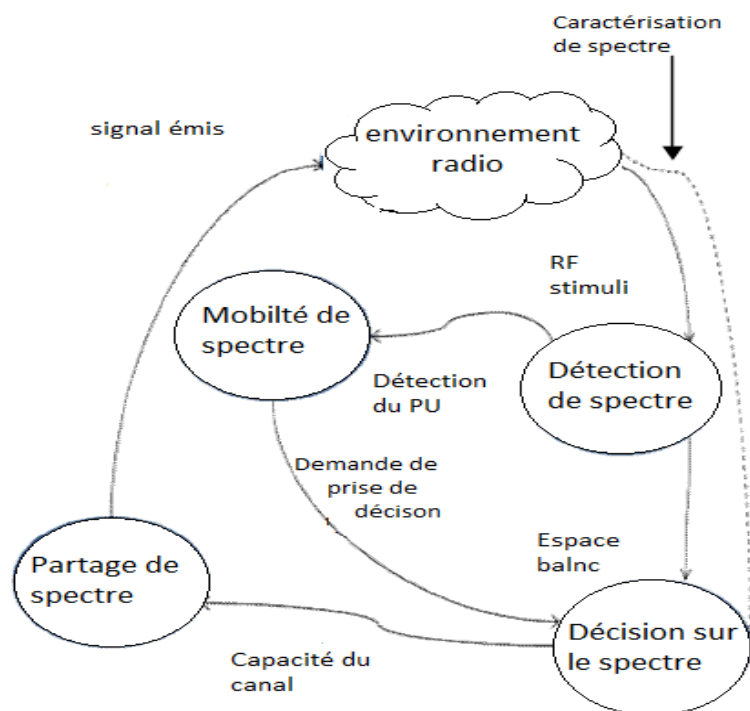 Caractérisation
de spectre
signal émis
environnement
radio
RF
stimuli
Mobilté de
spectre
Détection
de spectre
Détection
du PU
Demande de
prise de
décison
Espace
balnc
Partage de
spectre
Décision sur
le spectre
Capacité du
canal